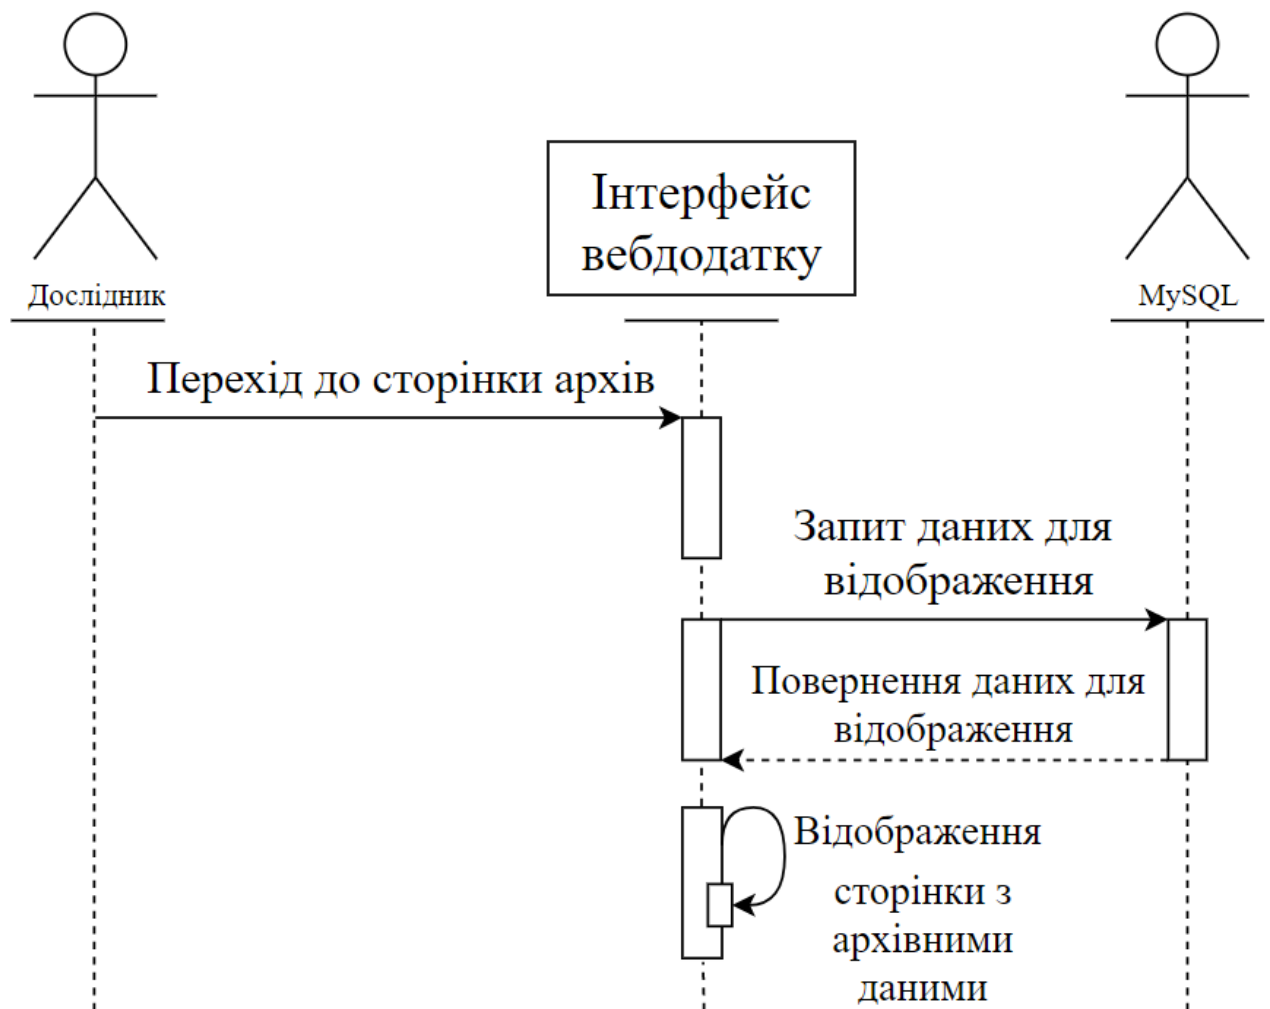 Інтерфейс
вебдодатку
Дослідник
MySQL
Перехід до сторінки архів
Запит даних для
відображення
Повернення даних для
відображення
Відображення
сторінки з
архівними
даними